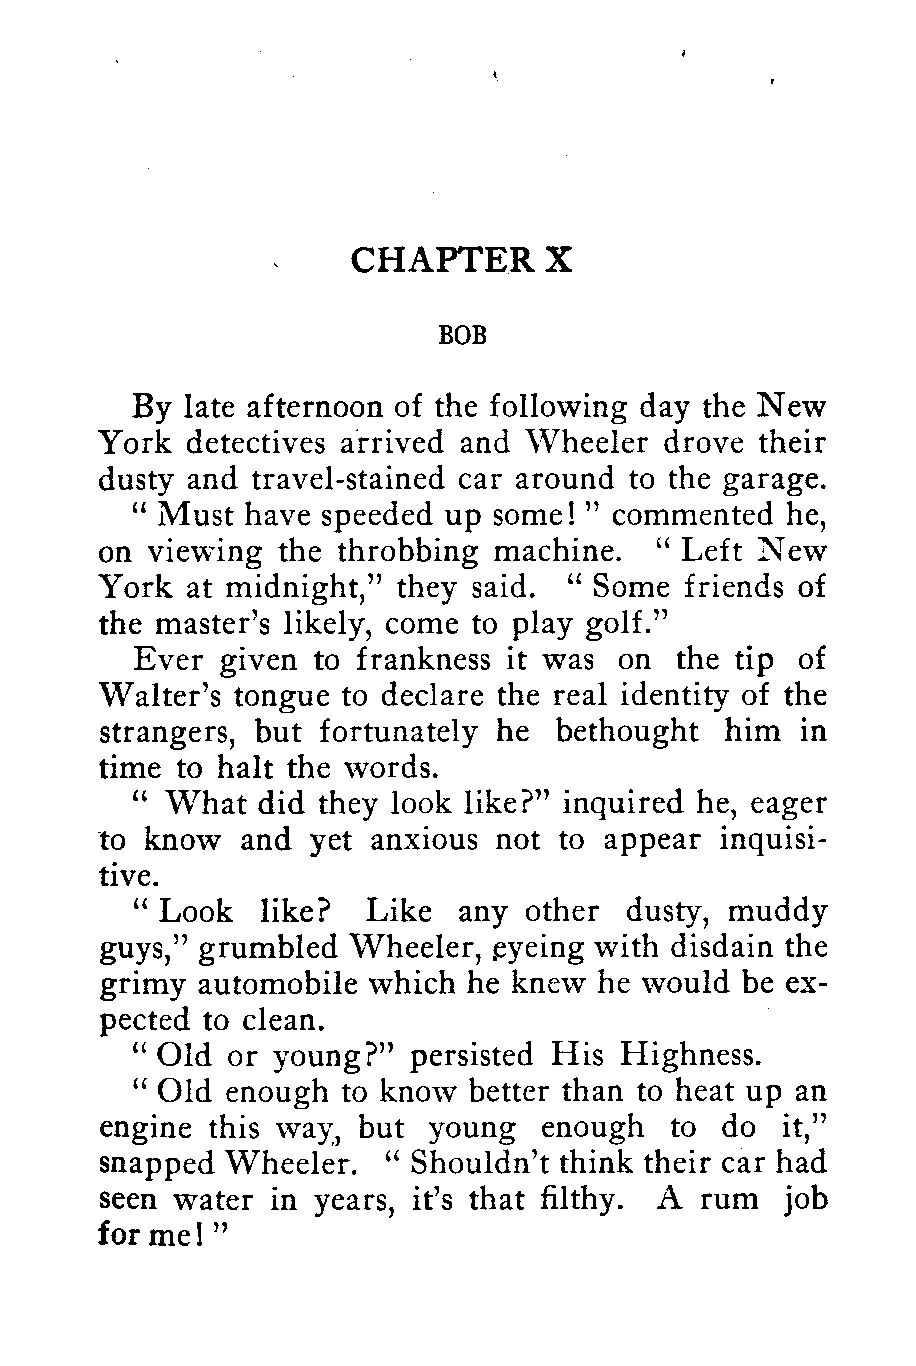 CHAPTER X
BOB
By late afternoon of the following day the New
York detectives arrived and Wheeler drove their
dusty and travel-stained car around to the garage.
“ Must have speeded up some! ” commented he,
on viewing the throbbing machine. “ Left New
York at midnight,” they said. “ Some friends of
the master’s likely, come to play golf.”
Ever given to frankness it was on the tip of
Walter’s tongue to declare the real identity of the
strangers, but fortunately he bethought him in
time to halt the words.
“ What did they look like?” inquired he, eager
to know and yet anxious not to appear inquisi-
tive.
“ Look like? Like any other dusty, muddy
guys,” grumbled Wheeler, eyeing with disdain the
grimy automobile which he knew he would be ex-
pected to clean.
“ Old or young?” persisted His Highness.
“ Old enough to know better than to heat up an
engine this way, but young enough to do it,”
snapped Wheeler. “ Shouldn’t think their car had
seen water in years, it’s that filthy. A rum job
for me! ”